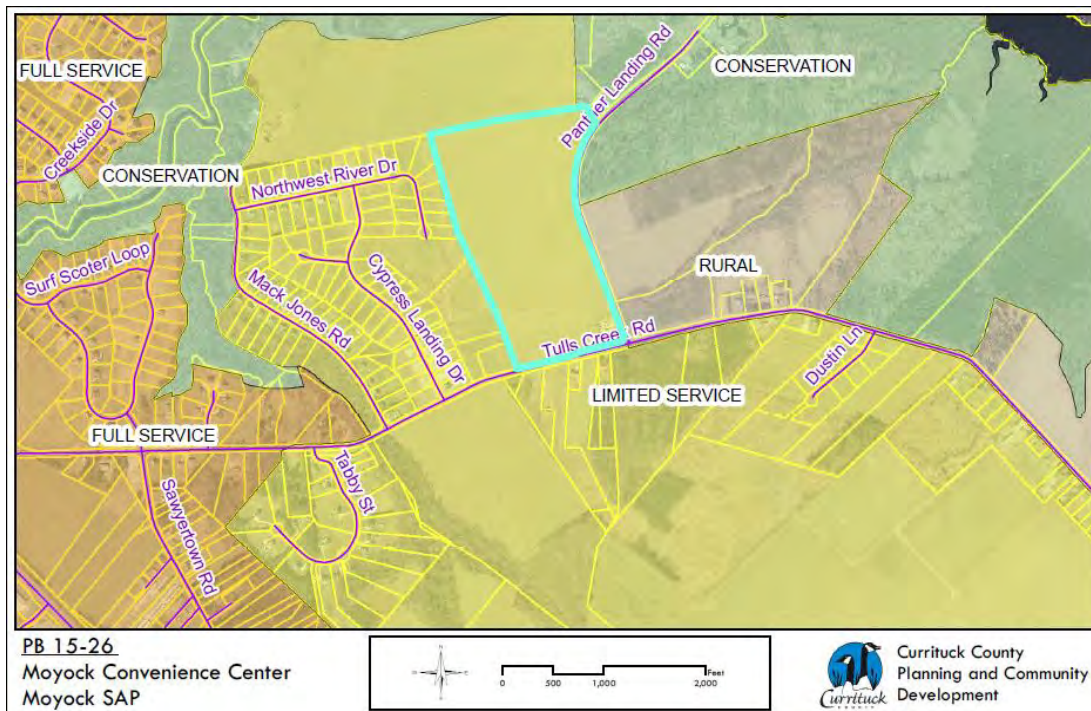 FULL SERVICE
Creekside Dr
CONSERVATION
Panther Landing Rd
CONSERVATION
Northwest River Dr
Surf Scoter Loop
Mack Jones Rd
Cypress Landing Dr
RURAL
Tulls Creek Rd
Dustin Ln
LIMITED SERVICE
FULL SERVICE
Tabby St
Sawyertown Rd
PB 15-26
Moyock Convenience Center
Moyock SAP
0 500 1,000 2,000 Feet
Currituck
COUNTY
Currituck County
Planning and Community
Development